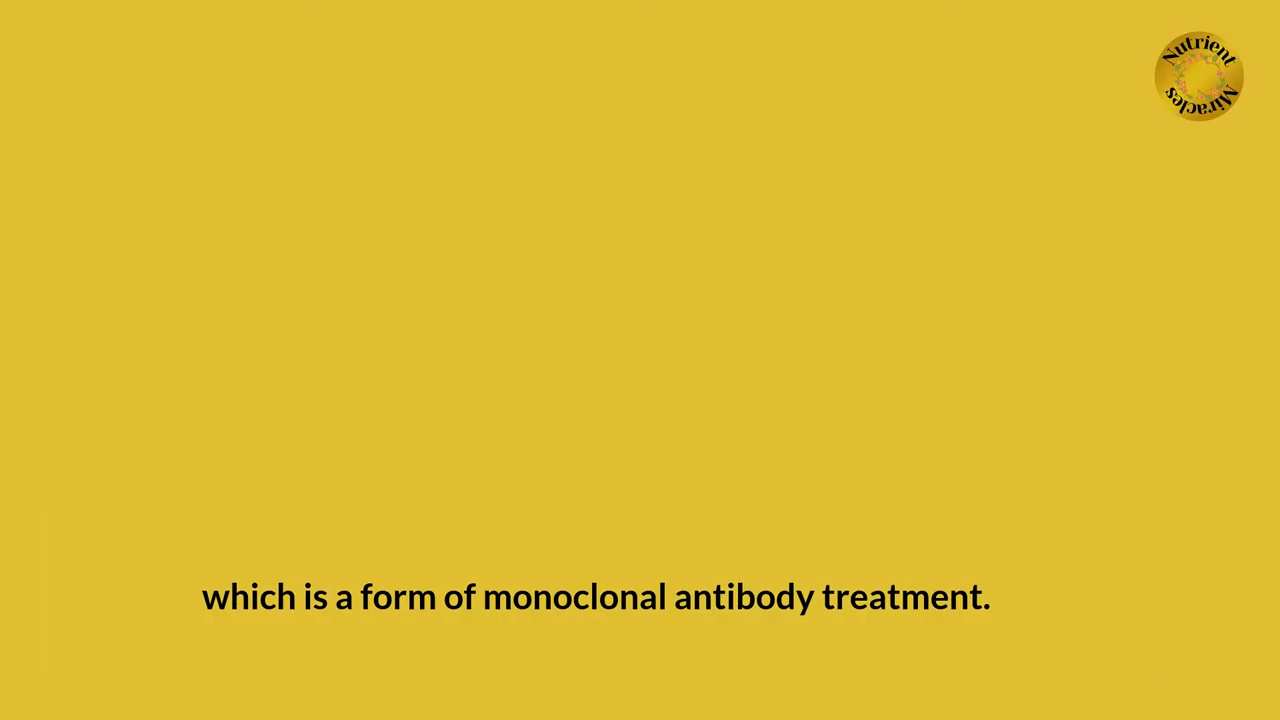 Nutrient
Miracles
which is a form of monoclonal antibody treatment.